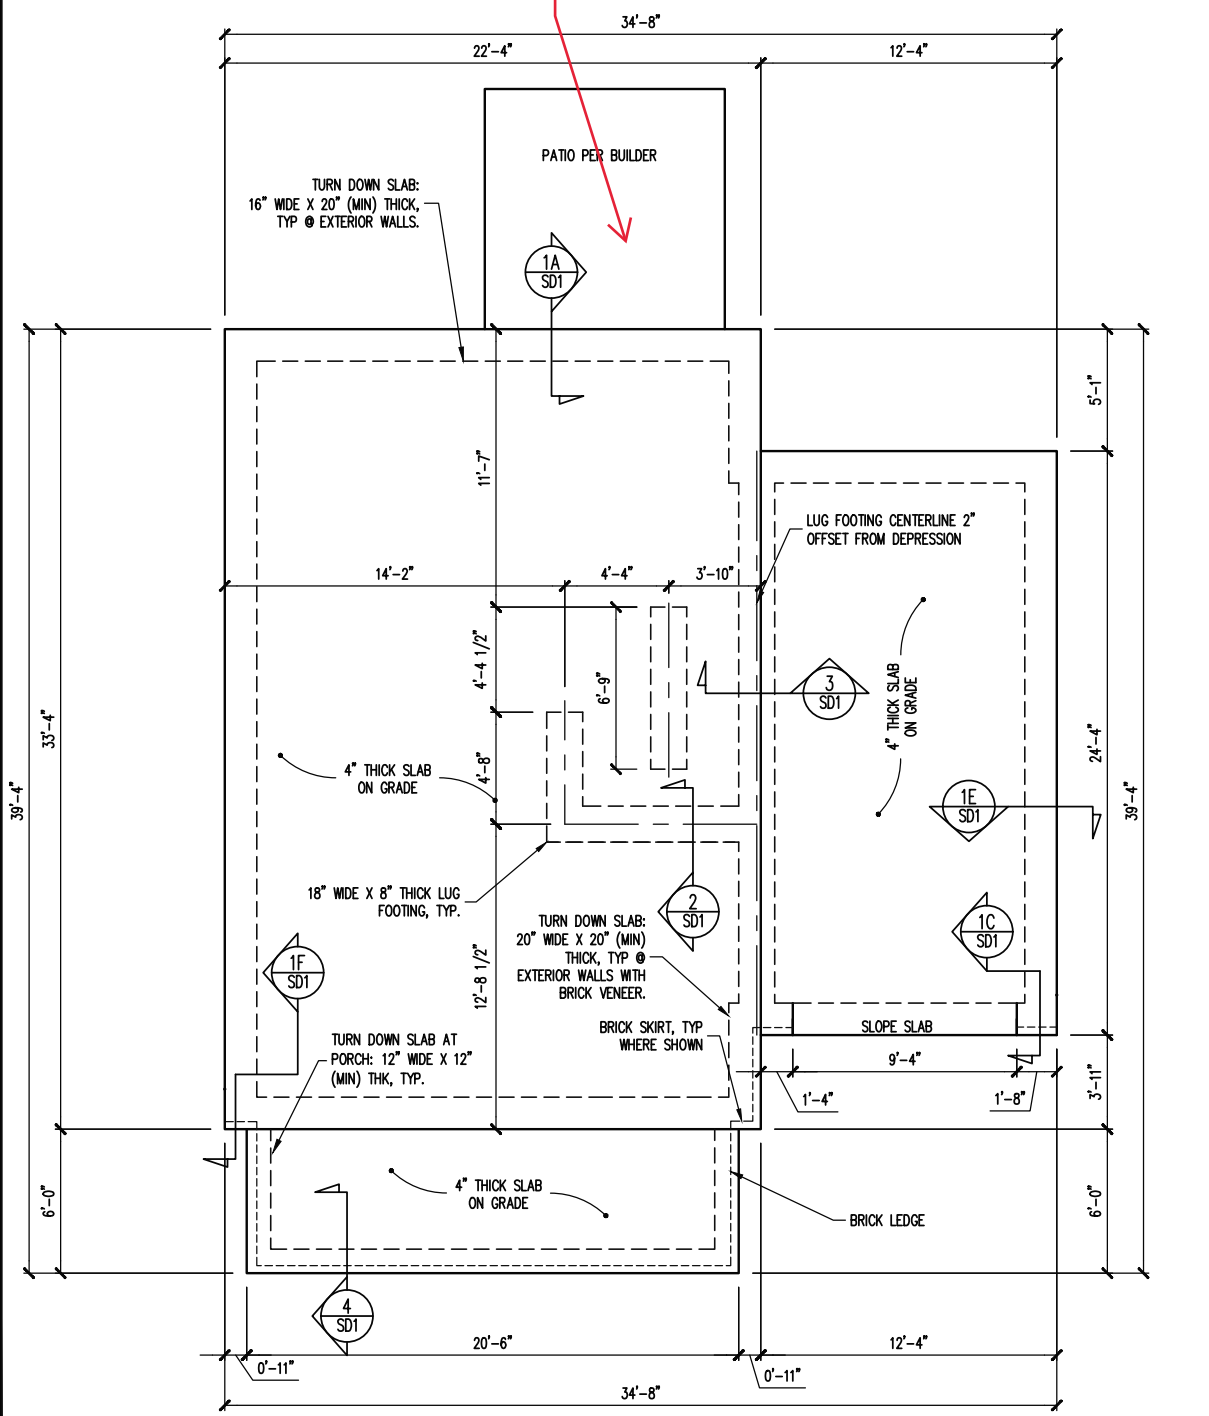 34'-8"
22'-4"
12'-4"
PATIO PER BUILDER
TURN DOWN SLAB:
16" WIDE X 20" (MIN) THICK,
TYP @ EXTERIOR WALLS.
1A
SD1
5'-1"
11'-7"
LUG FOOTING CENTERLINE 2"
OFFSET FROM DEPRESSION
14'-2"
4'-4"
3'-10"
4'-4 1/2"
6'-9"
3
SD1
4" THICK SLAB
ON GRADE
33'-4"
39'-4"
4" THICK SLAB
ON GRADE
4'-8"
24'-4"
39'-4"
1E
SD1
18" WIDE X 8" THICK LUG
FOOTING, TYP.
2
SD1
1C
SD1
TURN DOWN SLAB:
20" WIDE X 20" (MIN)
THICK, TYP @
EXTERIOR WALLS WITH
BRICK VENEER.
1F
SD1
12'-8 1/2"
BRICK SKIRT, TYP
WHERE SHOWN
SLOPE SLAB
TURN DOWN SLAB AT
PORCH: 12" WIDE X 12"
(MIN) THK, TYP.
9'-4"
1'-4"
1'-8"
3'-11"
4" THICK SLAB
ON GRADE
6'-0"
6'-0"
BRICK LEDGE
4
SD1
20'-6"
12'-4"
0'-11"
0'-11"
34'-8"